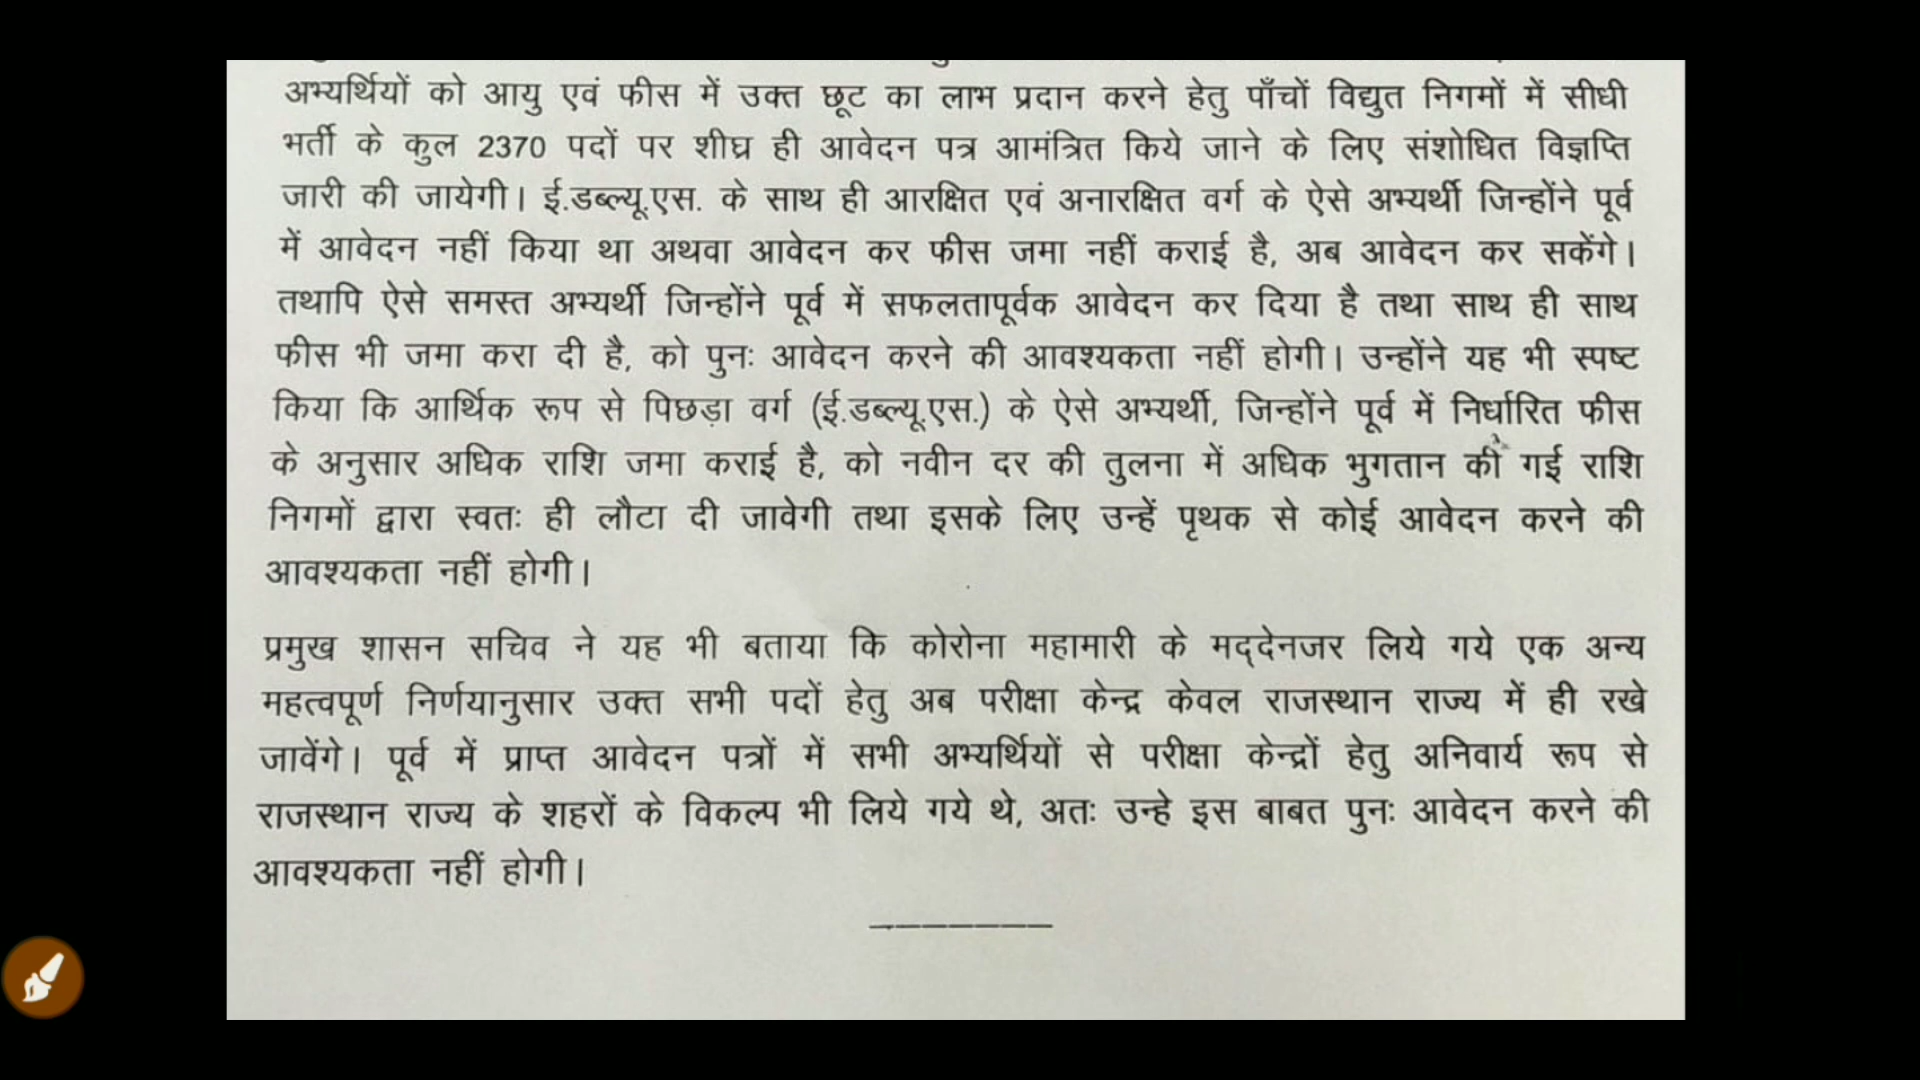 अभ्यर्थियों को आयु एवं फीस में उक्त छूट का लाभ प्रदान करने हेतु पाँचों विद्युत निगमों में सीधी
भर्ती के कुल 2370 पदों पर शीघ्र ही आवेदन पत्र आमंत्रित किये जाने के लिए संशोधित विज्ञप्ति
जारी की जायेगी। ई.डब्ल्यू.एस. के साथ ही आरक्षित एवं अनारक्षित वर्ग के ऐसे अभ्यर्थी जिन्होंने पूर्व
में आवेदन नहीं किया था अथवा आवेदन कर फीस जमा नहीं कराई है, अब आवेदन कर सकेंगे।
तथापि ऐसे समस्त अभ्यर्थी जिन्होंने पूर्व में सफलतापूर्वक आवेदन कर दिया है तथा साथ ही साथ
फीस भी जमा करा दी है, को पुनः आवेदन करने की आवश्यकता नहीं होगी। उन्होंने यह भी स्पष्ट
किया कि आर्थिक रूप से पिछड़ा वर्ग (ई.डब्ल्यू.एस.) के ऐसे अभ्यर्थी, जिन्होंने पूर्व में निर्धारित फीस
के अनुसार अधिक राशि जमा कराई है, को नवीन दर की तुलना में अधिक भुगतान की गई राशि
निगमों द्वारा स्वतः ही लौटा दी जावेगी तथा इसके लिए उन्हें पृथक से कोई आवेदन करने की
आवश्यकता नहीं होगी।
प्रमुख शासन सचिव ने यह भी बताया कि कोरोना महामारी के मद्देनजर लिये गये एक अन्य
महत्वपूर्ण निर्णयानुसार उक्त सभी पदों हेतु अब परीक्षा केन्द्र केवल राजस्थान राज्य में ही रखे
जावेंगे। पूर्व में प्राप्त आवेदन पत्रों में सभी अभ्यर्थियों से परीक्षा केन्द्रों हेतु अनिवार्य रूप से
राजस्थान राज्य के शहरों के विकल्प भी लिये गये थे, अतः उन्हे इस बाबत पुनः आवेदन करने की
आवश्यकता नहीं होगी।